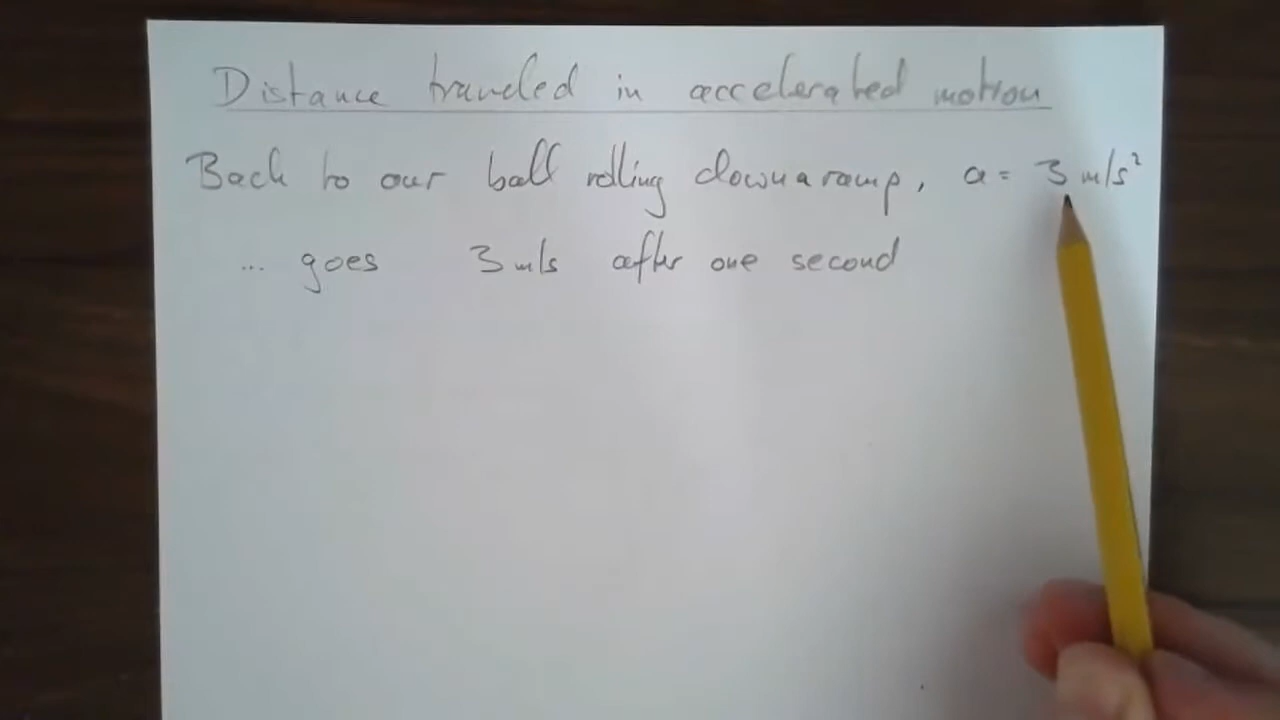 Distance traveled in accelerated motion
Back to our ball rolling down a ramp, a = 3 m/s²
... goes 3 m/s after one second